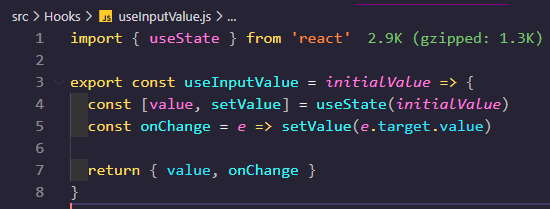 src > Hooks > JS useInputValue.js > ...
1 import { useState } from 'react' 2.9K (gzipped: 1.3K)
2
3 export const useInputValue = initialValue => {
4 const [value, setValue] = useState(initialValue)
5 const onChange = e => setValue(e.target.value)
6
7 return { value, onChange }
8 }